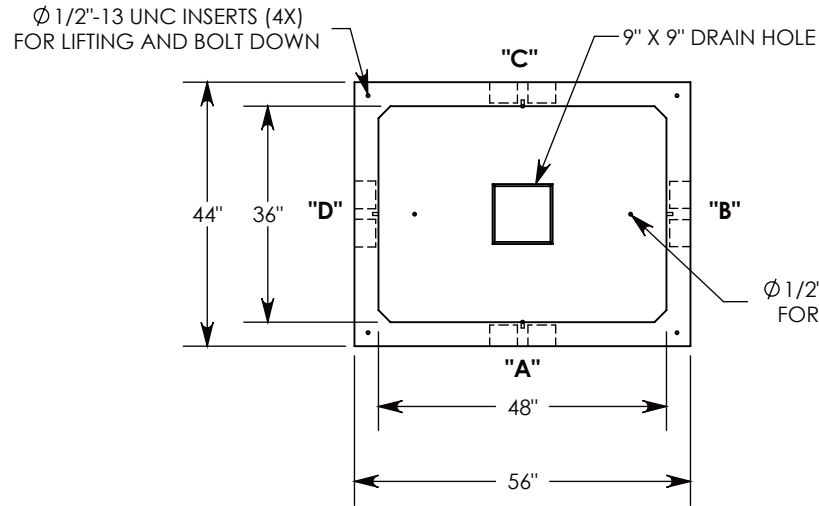 Ø 1/2"-13 UNC INSERTS (4X)
FOR LIFTING AND BOLT DOWN
9" X 9" DRAIN HOLE
"C"
44"
36"
"D"
"B"
Ø 1/2'
FOR
"A"
48"
56"